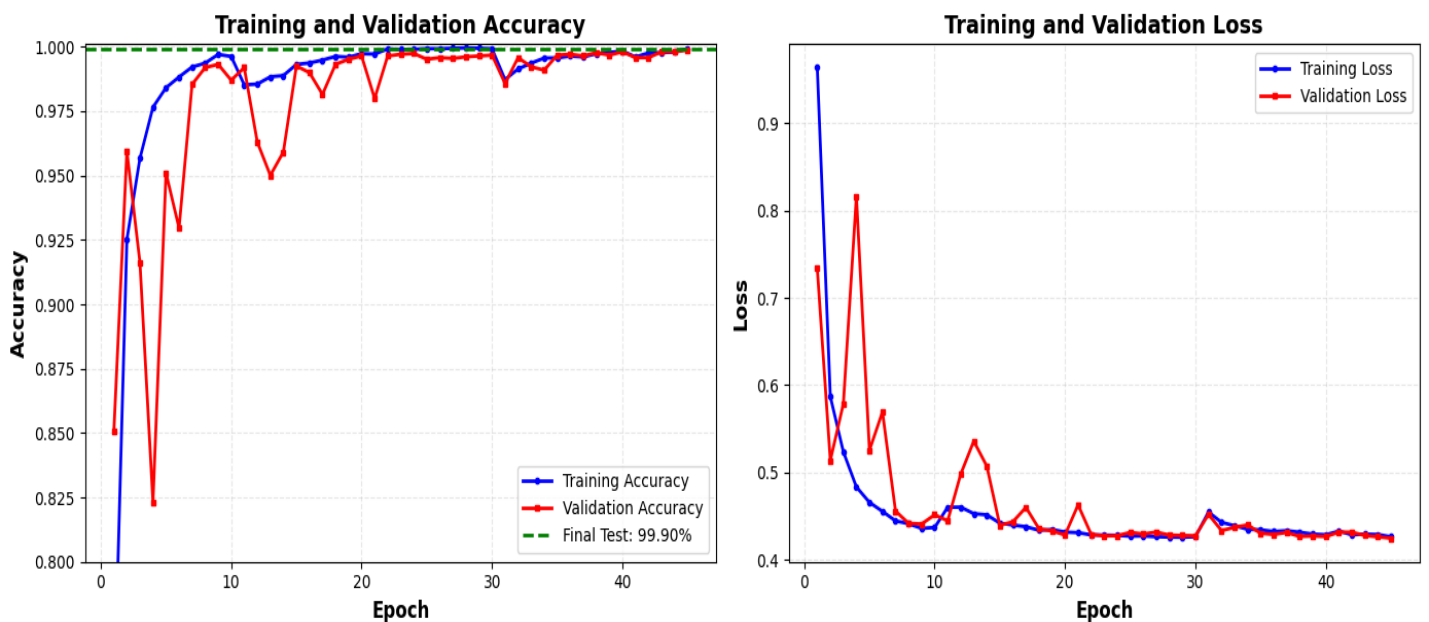 Training and Validation Accuracy
1.000
0.975
0.950
0.925
0.900
0.875
0.850
0.825
0.800
Accuracy
Training Accuracy
Validation Accuracy
Final Test: 99.90%
0 10 20 30 40
Epoch
Training and Validation Loss
0.9
0.8
0.7
0.6
0.5
0.4
Loss
Training Loss
Validation Loss
0 10 20 30 40
Epoch